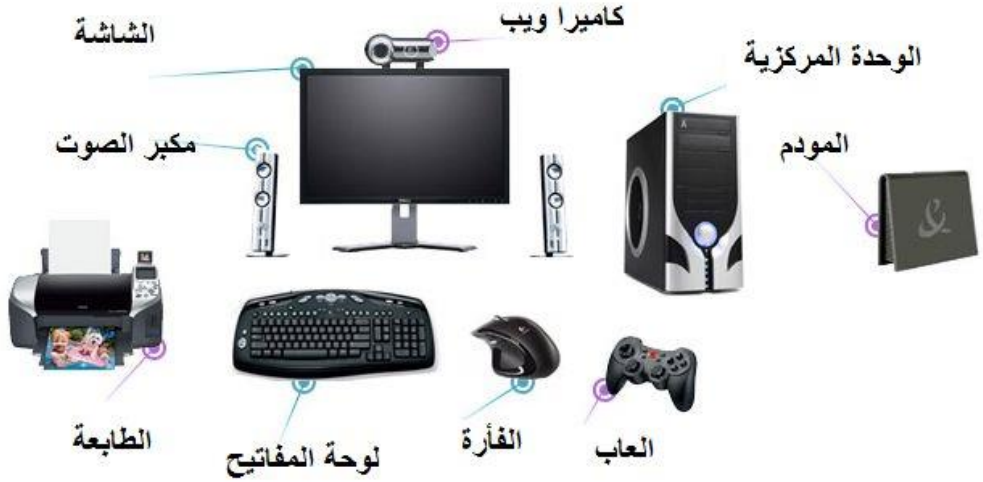 كاميرا ويب
الشاشة
الوحدة المركزية
مكبر الصوت
المودم
الطابعة
لوحة المفاتيح
الفأرة
العاب